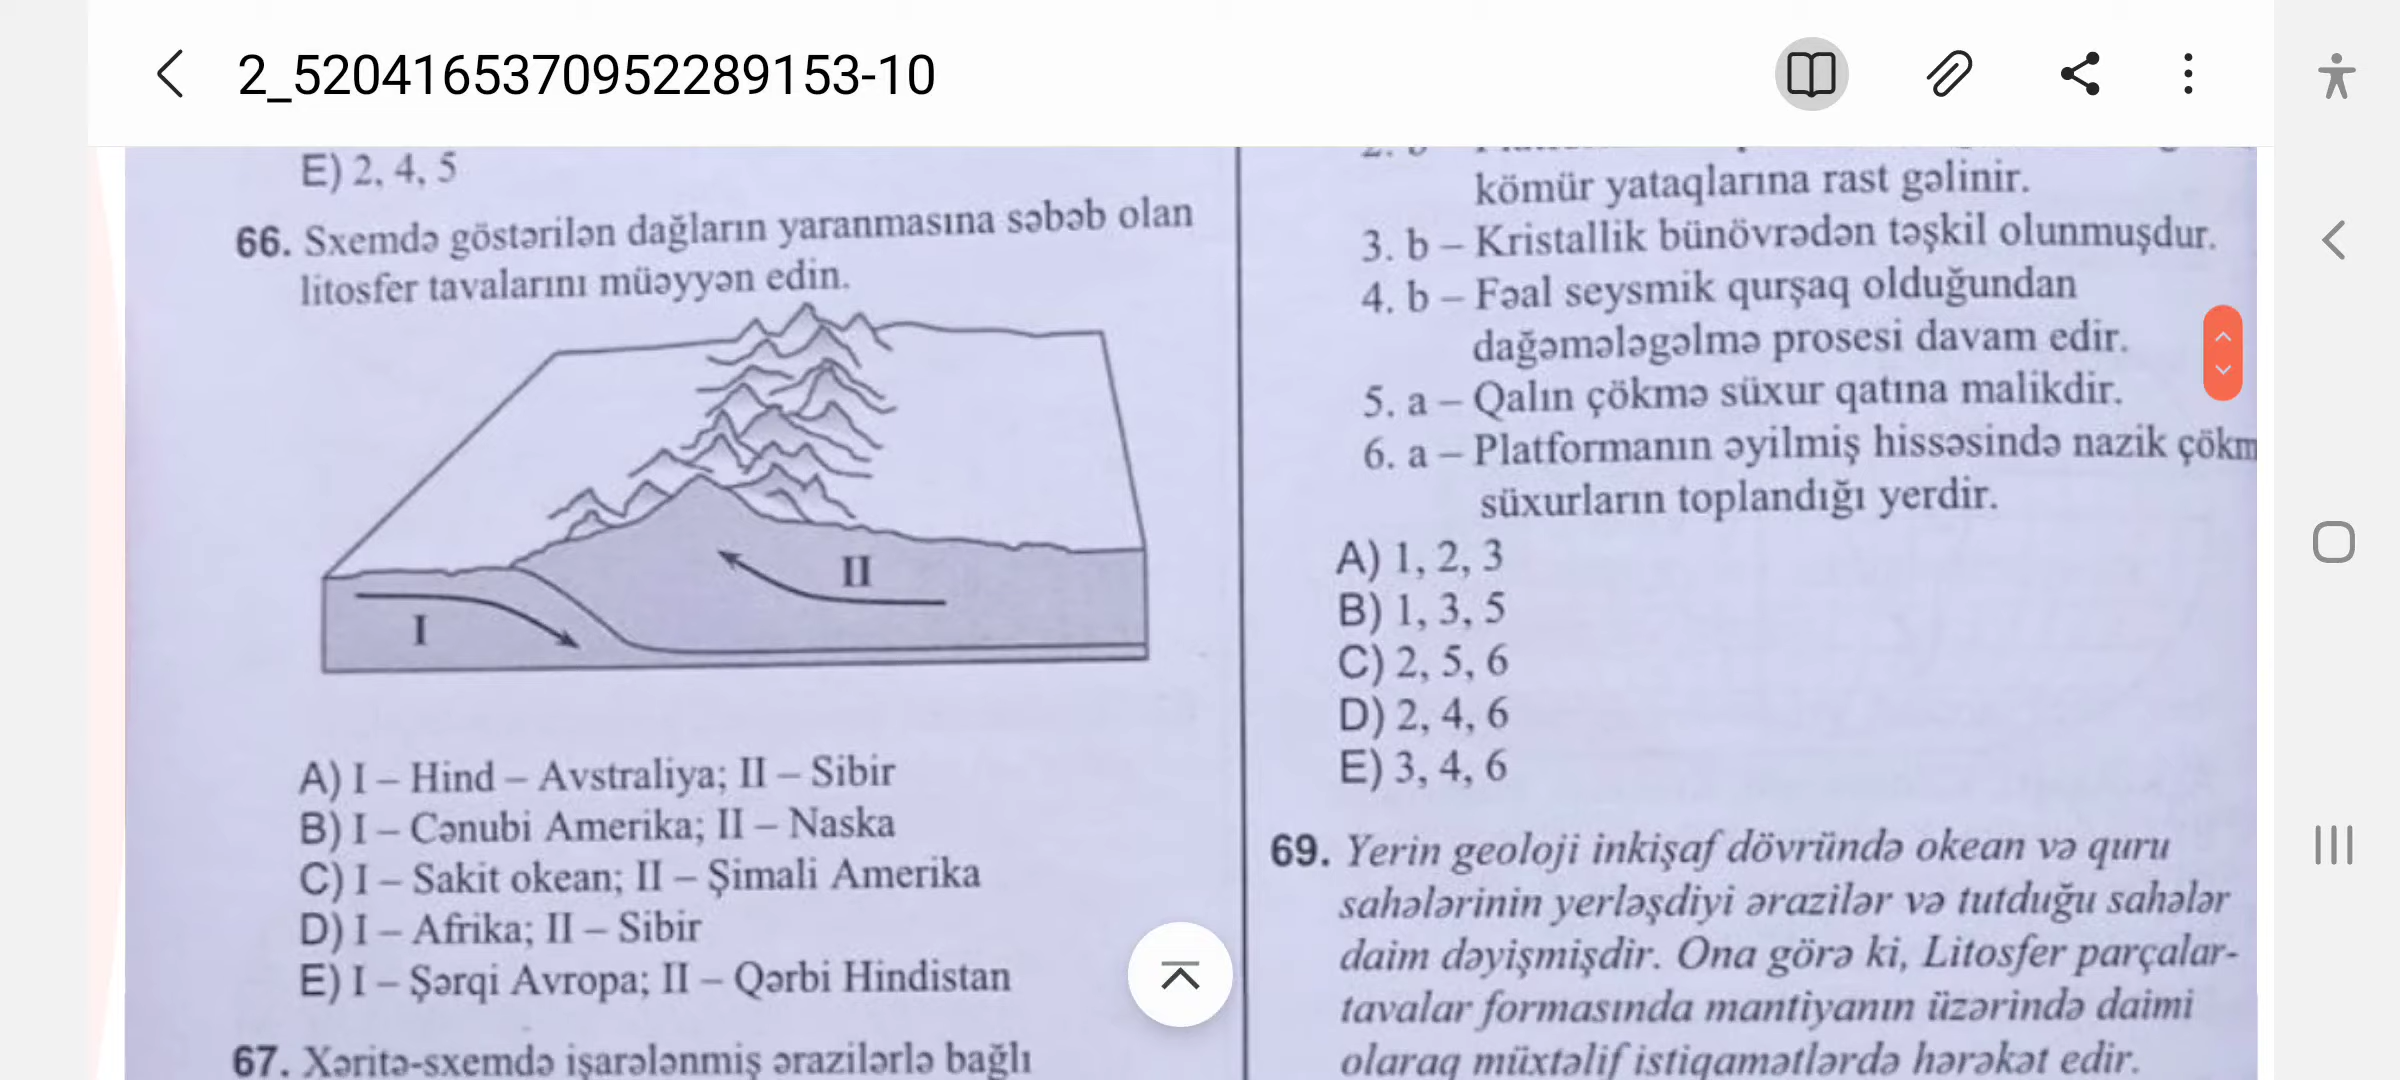 2_5204165370952289153-10
E) 2, 4, 5
66. Sxemdə göstərilən dağların yaranmasına səbəb olan
litosfer tavalarını müəyyən edin.
I
II
A) I – Hind – Avstraliya; II – Sibir
B) I – Cənubi Amerika; II – Naska
C) I – Sakit okean; II – Şimali Amerika
D) I – Afrika; II – Sibir
E) I – Şərqi Avropa; II – Qərbi Hindistan
67. Xəritə-sxemdə işarələnmiş ərazilərlə bağlı
kömür yataqlarına rast gəlinir.
3. b – Kristallik bünövrədən təşkil olunmuşdur.
4. b – Fəal seysmik qurşaq olduğundan
dağəmələgəlmə prosesi davam edir.
5. a – Qalın çökmə süxur qatına malikdir.
6. a – Platformanın əyilmiş hissəsində nazik çökm
süxurların toplandığı yerdir.
A) 1, 2, 3
B) 1, 3, 5
C) 2, 5, 6
D) 2, 4, 6
E) 3, 4, 6
69. Yerin geoloji inkişaf dövründə okean və quru
sahələrinin yerləşdiyi ərazilər və tutduğu sahələr
daim dəyişmişdir. Ona görə ki, Litosfer parçalar-
tavalar formasında mantiyanın üzərində daimi
olaraq müxtəlif istiqamətlərdə hərəkət edir.